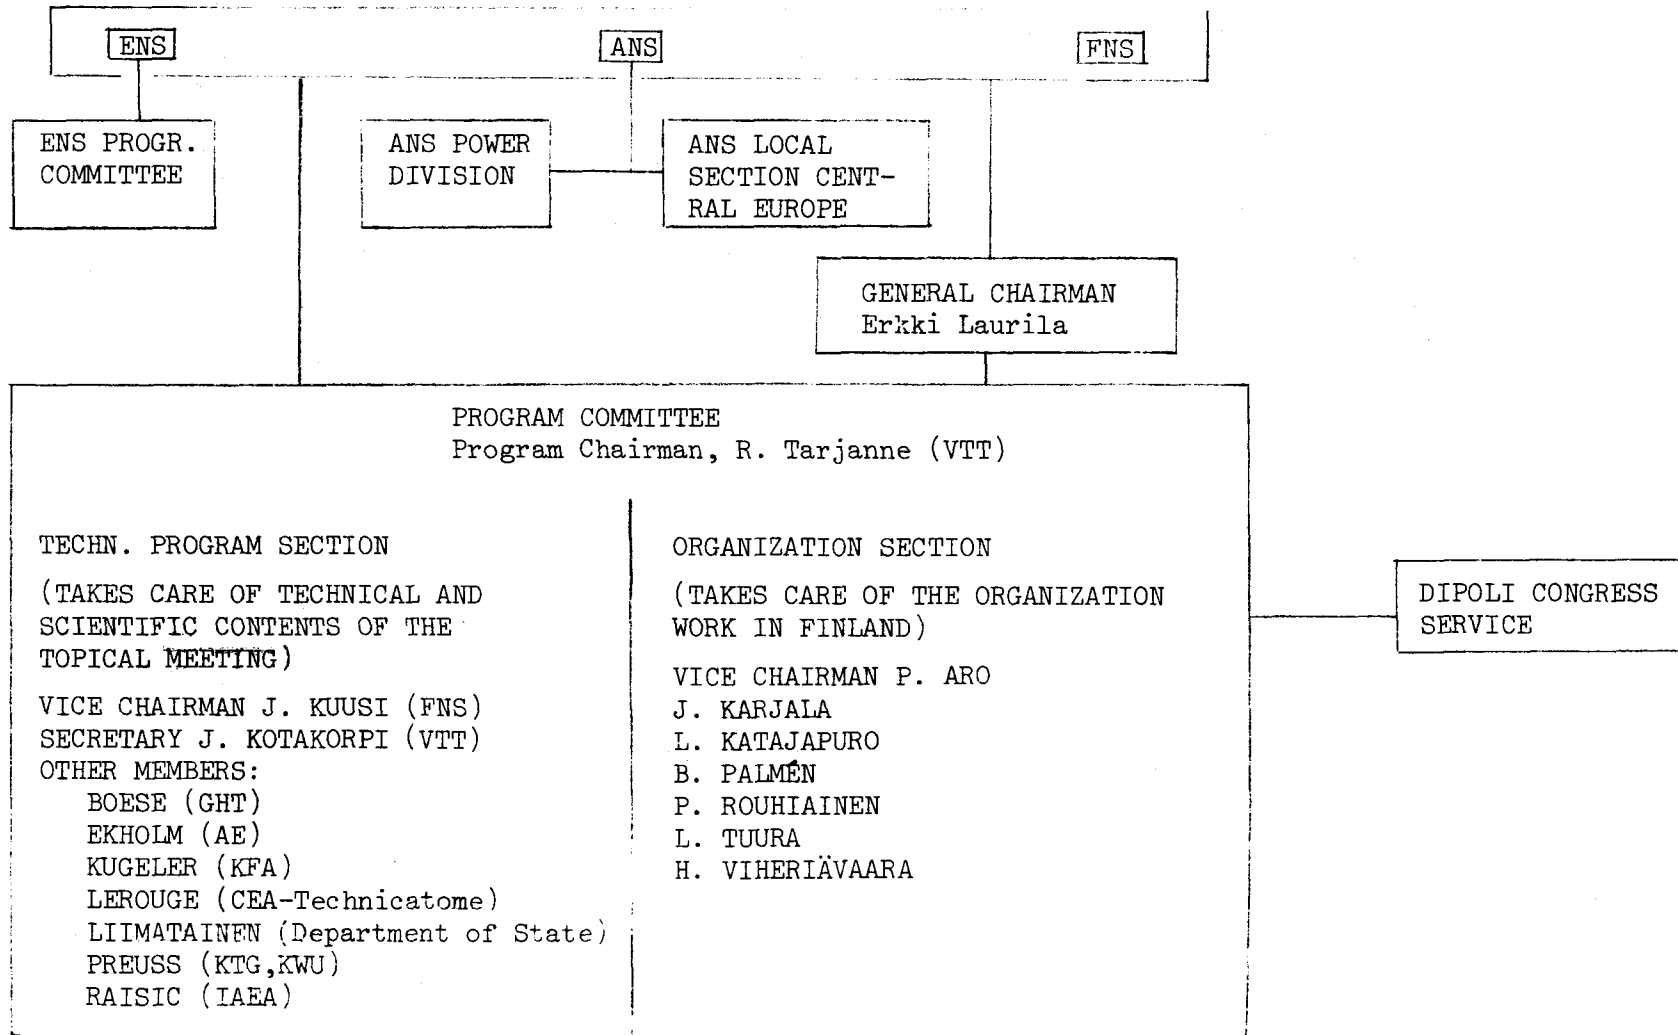 ENS
ANS
FNS
ENS PROGR.
COMMITTEE
ANS POWER
DIVISION
ANS LOCAL
SECTION CENT-
RAL EUROPE
GENERAL CHAIRMAN
Erkki Laurila
PROGRAM COMMITTEE
Program Chairman, R. Tarjanne (VTT)
TECHN. PROGRAM SECTION
(TAKES CARE OF TECHNICAL AND
SCIENTIFIC CONTENTS OF THE
TOPICAL MEETING)
VICE CHAIRMAN J. KUUSI (FNS)
SECRETARY J. KOTAKORPI (VTT)
OTHER MEMBERS:
BOESE (GHT)
EKHOLM (AE)
KUGELER (KFA)
LEROUGE (CEA-Technicatome)
LIIMATAINEN (Department of State)
PREUSS (KTG,KWU)
RAISIC (IAEA)
ORGANIZATION SECTION
(TAKES CARE OF THE ORGANIZATION
WORK IN FINLAND)
VICE CHAIRMAN P. ARO
J. KARJALA
L. KATAJAPURO
B. PALMÉN
P. ROUHIAINEN
L. TUURA
H. VIHERIÄVAARA
DIPOLI CONGRESS
SERVICE